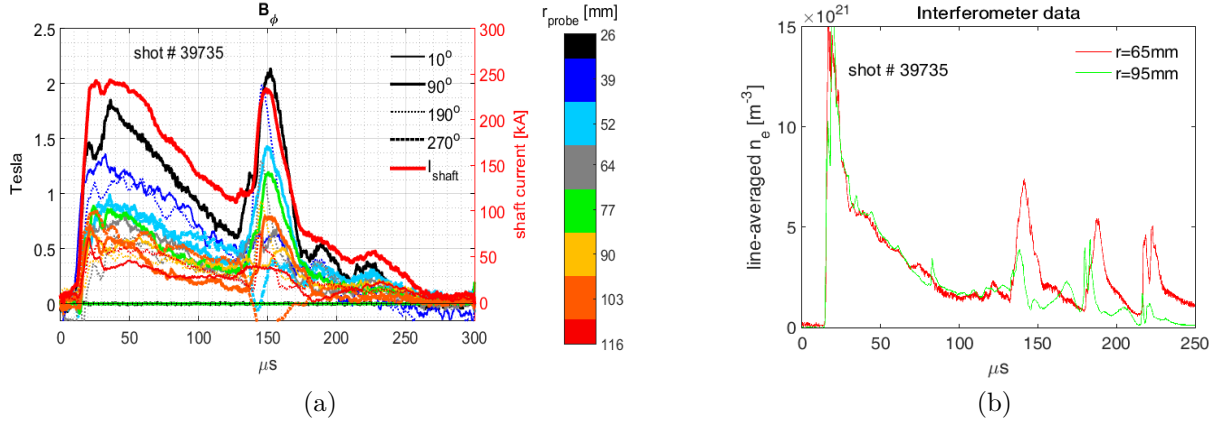 B_ϕ
r_probe [mm]
shot # 39735
10°
90°
190°
270°
I_shaft
Tesla
2.5
2
1.5
1
0.5
0
shaft current [kA]
300
250
200
150
100
50
0
0 50 100 150 200 250 300
μs
26
39
52
64
77
90
103
116
(a)
× 10^21
Interferometer data
shot # 39735
r=65mm
r=95mm
line-averaged n_e [m^-3]
15
10
5
0
0 50 100 150 200 250
μs
(b)